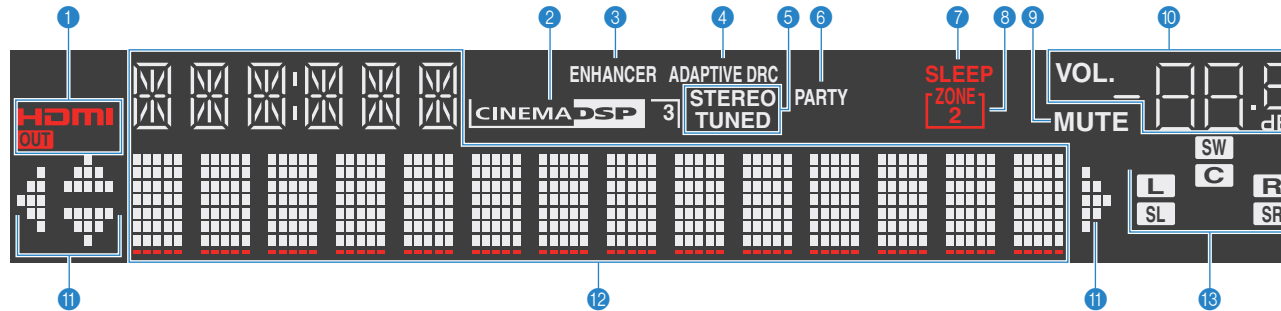 ① ② ③ ④ ⑤ ⑥ ⑦ ⑧ ⑨ ⑩
HDMI
OUT
ENHANCER ADAPTIVE DRC
CINEMA DSP 3
STEREO
TUNED
PARTY
SLEEP
ZONE
2
VOL.
MUTE
SW
C
L
R
SL
SR
⑪ ⑫ ⑪ ⑬